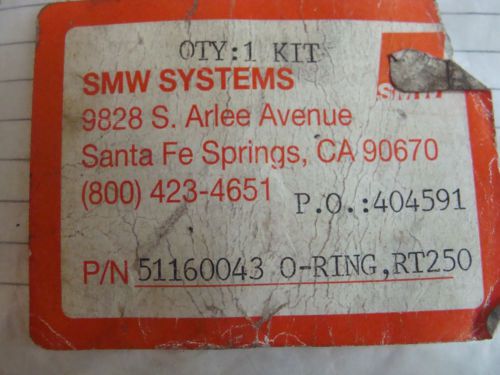 QTY:1 KIT
SMW SYSTEMS
9828 S. Arlee Avenue
Santa Fe Springs, CA 90670
(800) 423-4651
P.O.:404591
P/N 51160043 O-RING,RT250